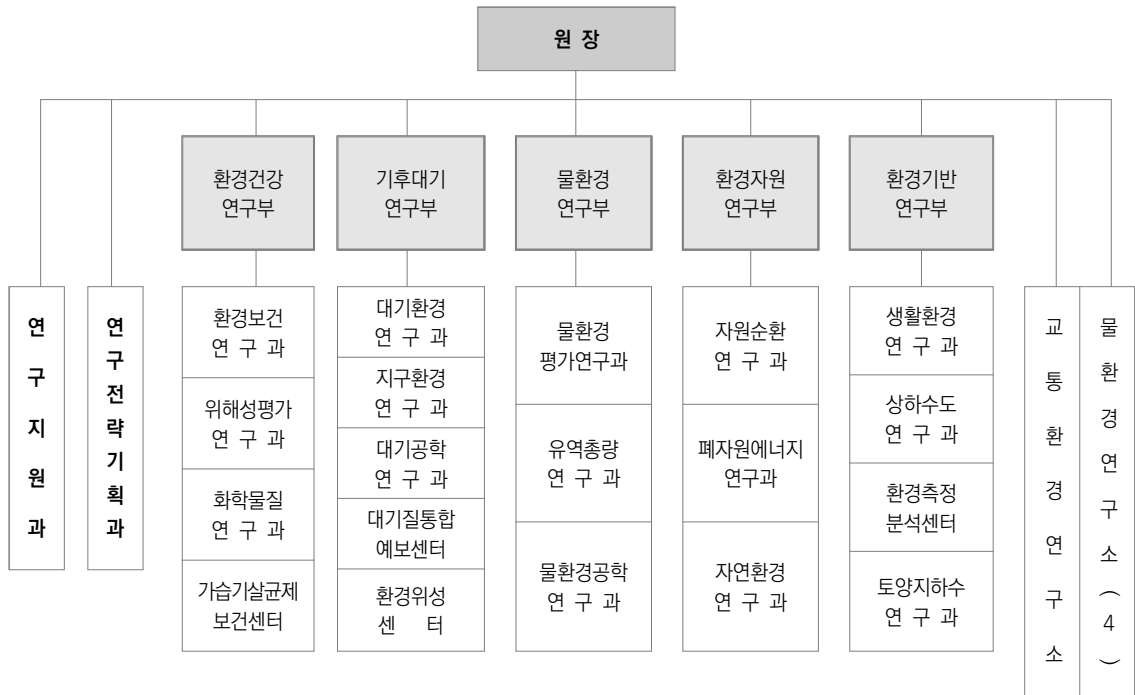 원 장
환경건강
연구부
기후대기
연구부
물환경
연구부
환경자원
연구부
환경기반
연구부
연구지원과
연구전략기획과
환경보건
연 구 과
위해성평가
연 구 과
화학물질
연 구 과
가습기살균제
보건센터
대기환경
연 구 과
지구환경
연 구 과
대기공학
연 구 과
대기질통합
예보센터
환경위성
센 터
물환경
평가연구과
유역총량
연 구 과
물환경공학
연 구 과
자원순환
연 구 과
폐자원에너지
연구과
자연환경
연 구 과
생활환경
연 구 과
상하수도
연 구 과
환경측정
분석센터
토양지하수
연 구 과
교통환경연구소
물환경연구소(4)